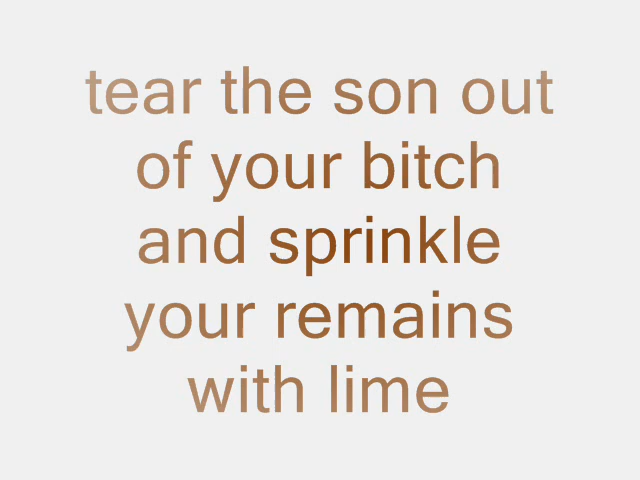 tear the son out
of your bitch
and sprinkle
your remains
with lime